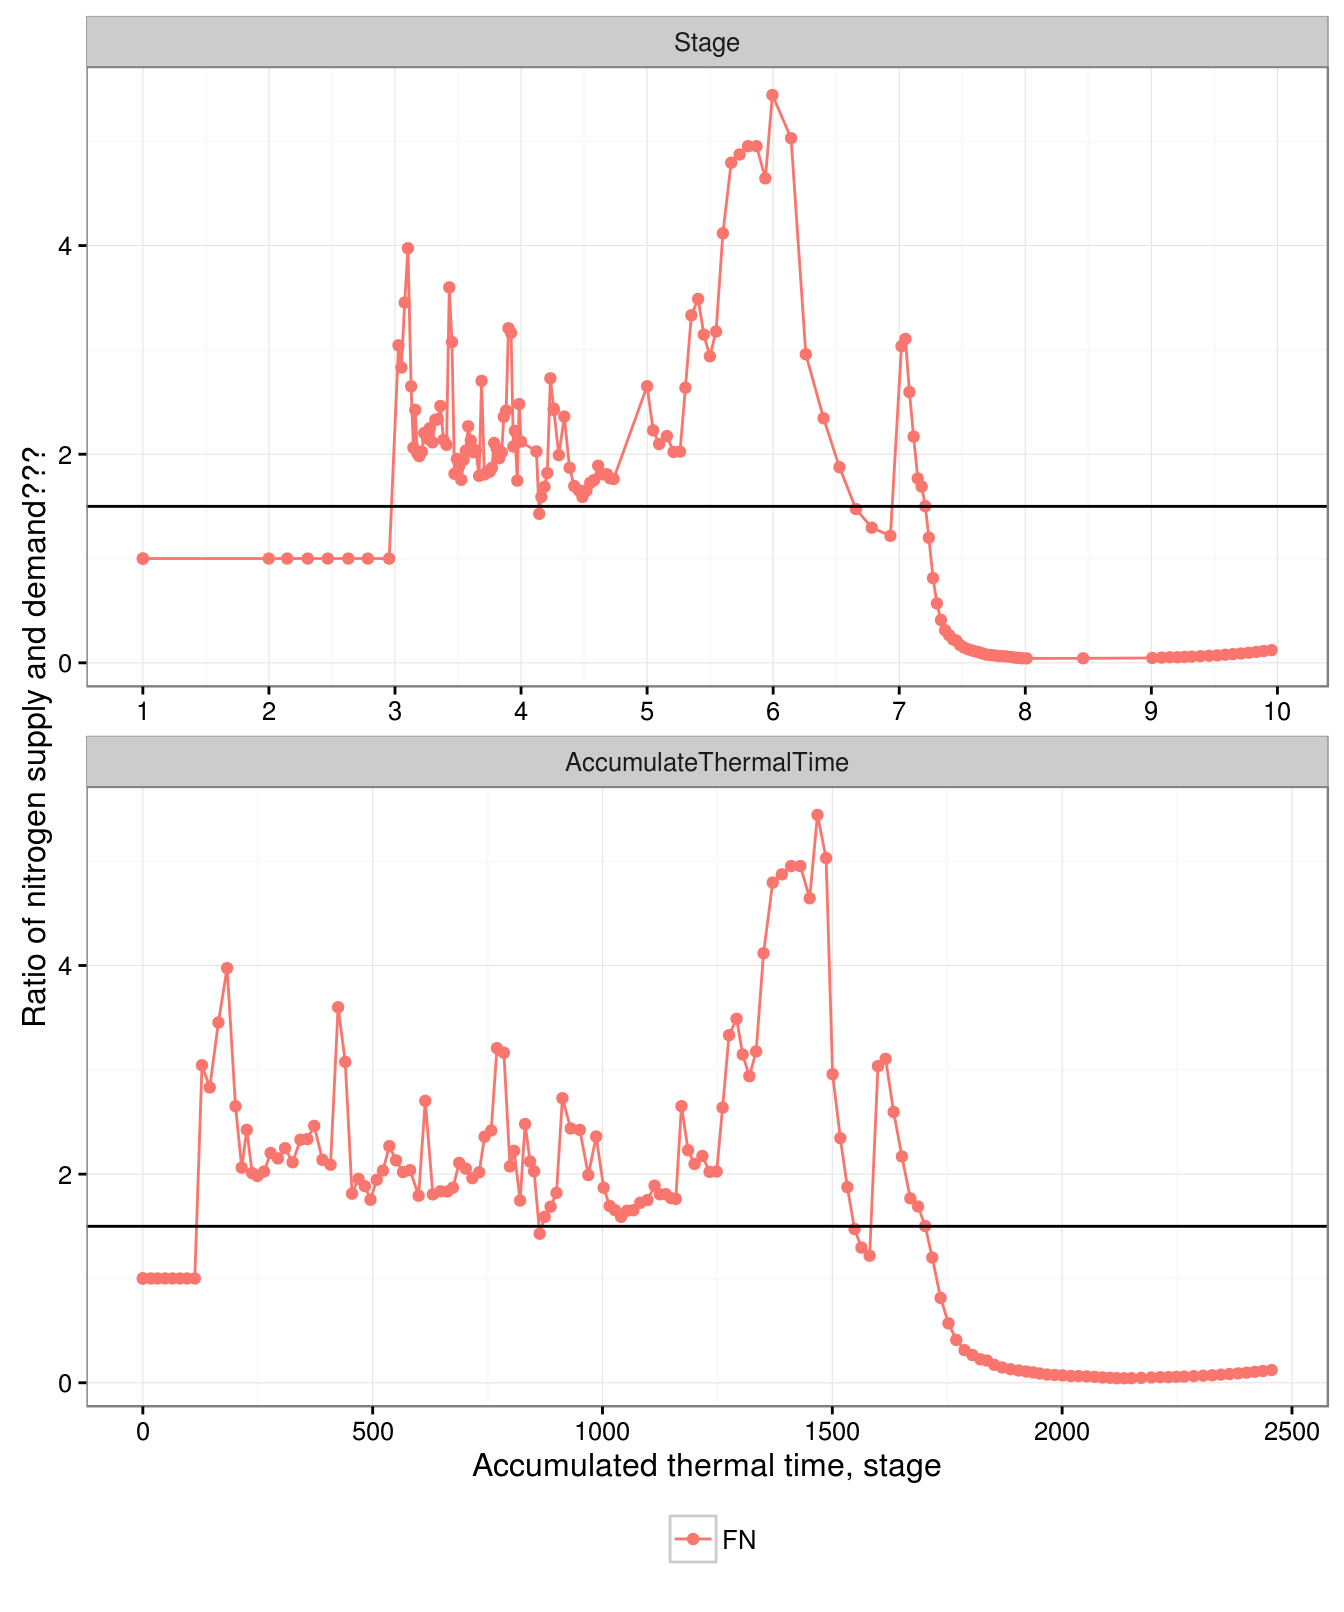 Stage
4
2
0
1 2 3 4 5 6 7 8 9 10
Ratio of nitrogen supply and demand???
AccumulateThermalTime
4
2
0
0 500 1000 1500 2000 2500
Accumulated thermal time, stage
FN